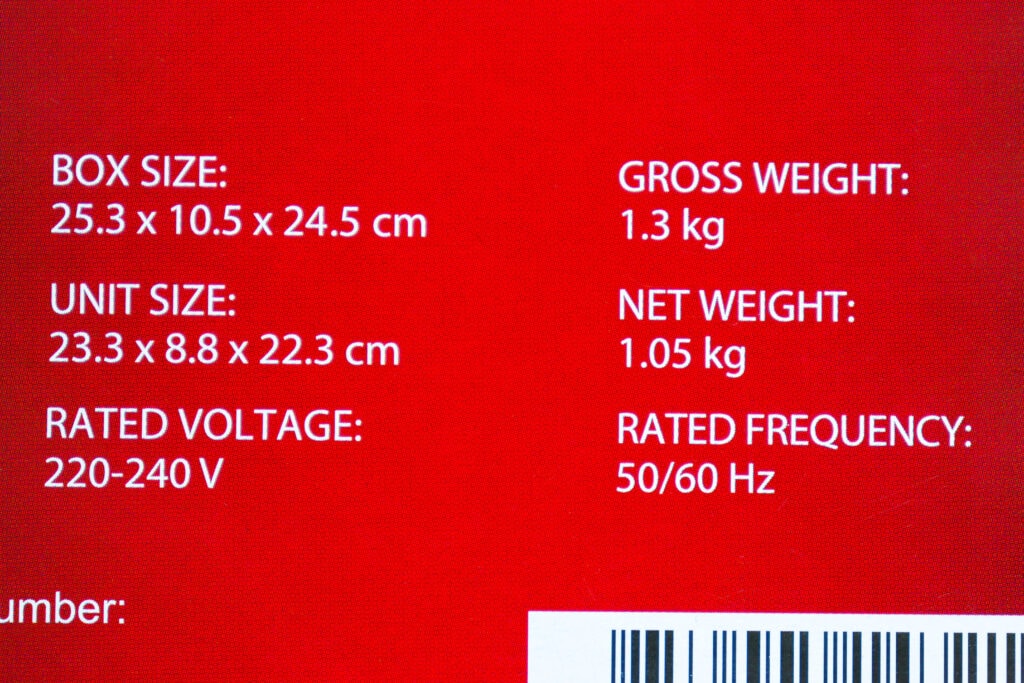 BOX SIZE:
25.3 x 10.5 x 24.5 cm
GROSS WEIGHT:
1.3 kg
UNIT SIZE:
23.3 x 8.8 x 22.3 cm
NET WEIGHT:
1.05 kg
RATED VOLTAGE:
220-240 V
RATED FREQUENCY:
50/60 Hz
umber: